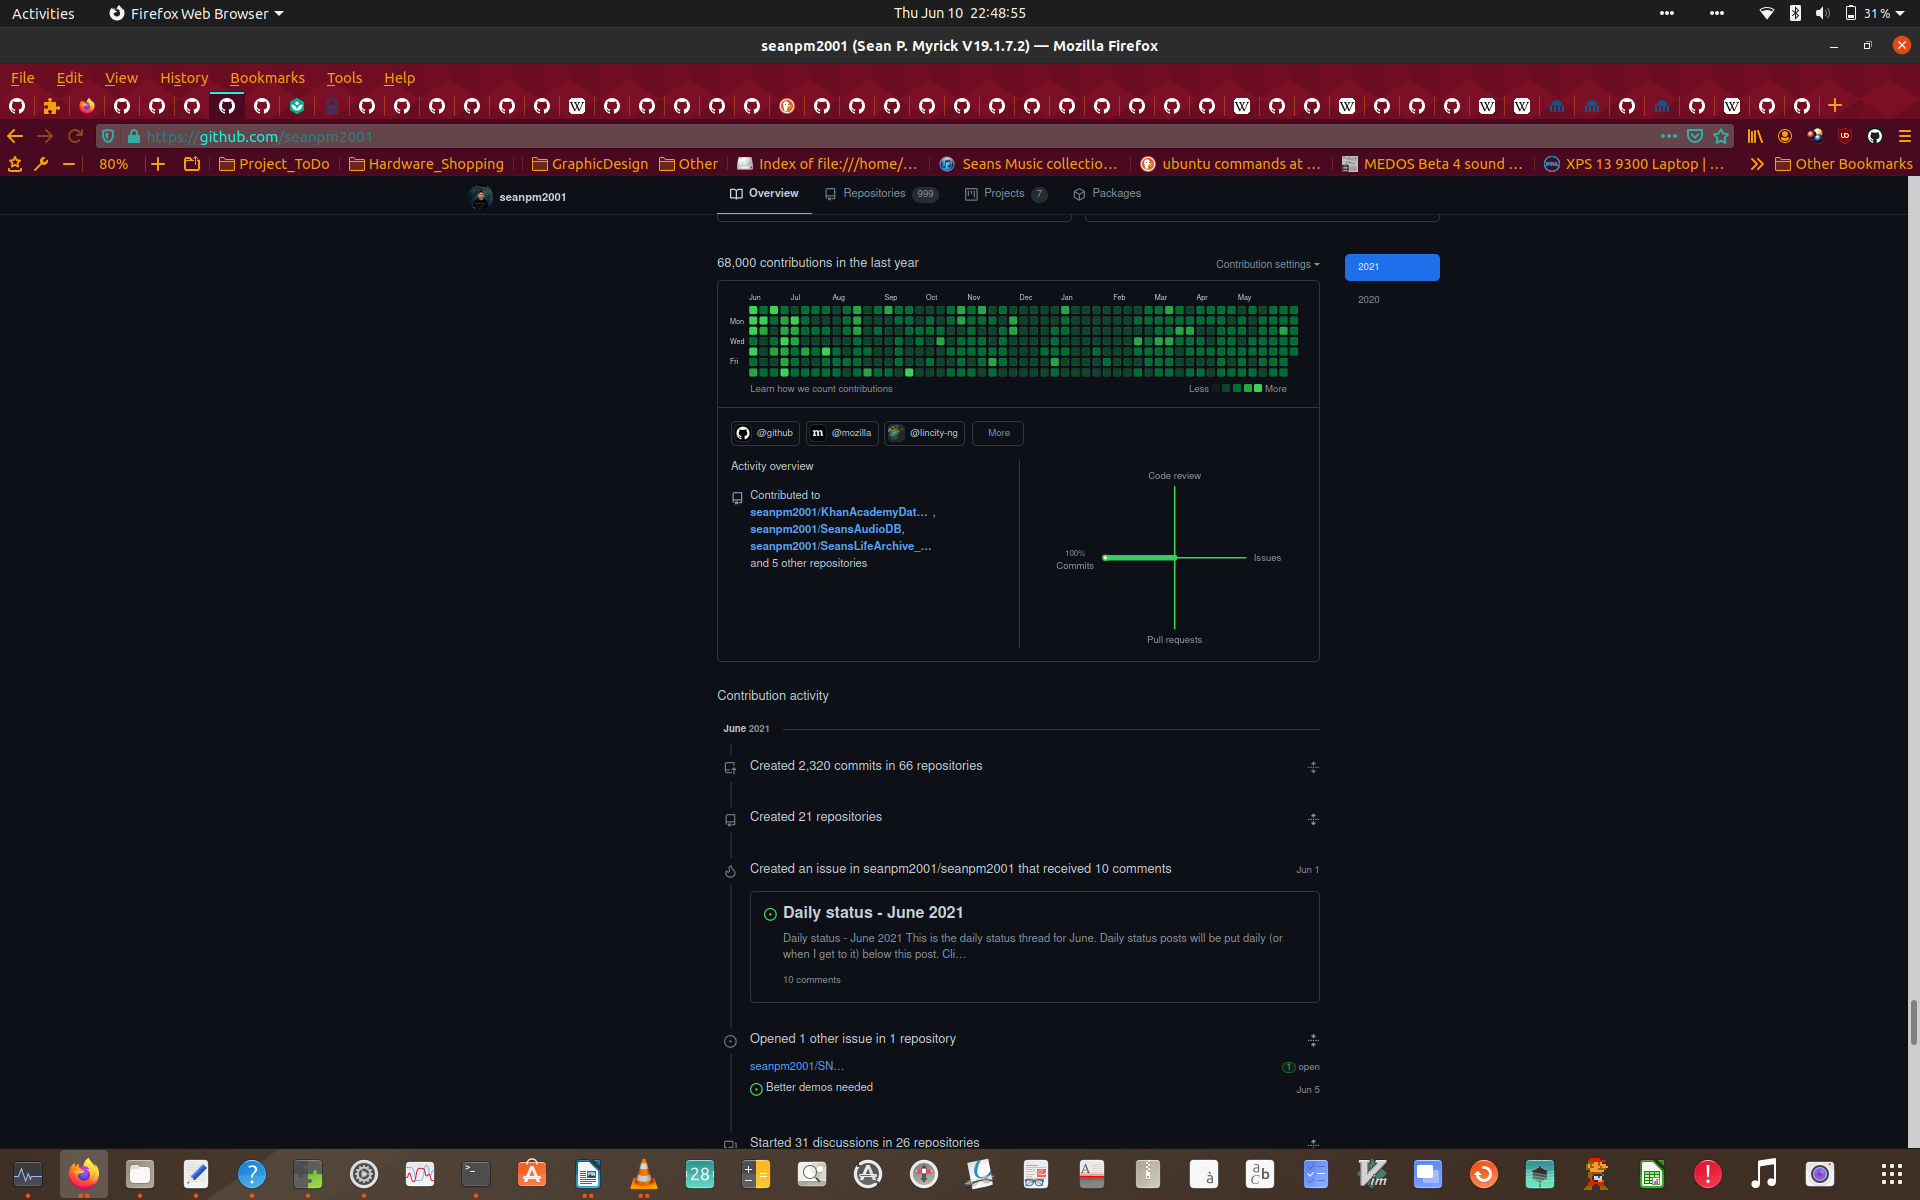 Activities
Firefox Web Browser
Thu Jun 10 22:48:55
31 %
seanpm2001 (Sean P. Myrick V19.1.7.2) — Mozilla Firefox
File Edit View History Bookmarks Tools Help
https://github.com/seanpm2001
80%
Project_ToDo
Hardware_Shopping
GraphicDesign
Other
Index of file:///home/...
Seans Music collectio...
ubuntu commands at ...
MEDOS Beta 4 sound ...
XPS 13 9300 Laptop | ...
Other Bookmarks
seanpm2001
Overview
Repositories 999
Projects 7
Packages
68,000 contributions in the last year
Contribution settings
2021
2020
Jun Jul Aug Sep Oct Nov Dec Jan Feb Mar Apr May
Mon
Wed
Fri
Learn how we count contributions
Less More
@github
@mozilla
@lincity-ng
More
Activity overview
Contributed to
seanpm2001/KhanAcademyDat... ,
seanpm2001/SeansAudioDB,
seanpm2001/SeansLifeArchive_...
and 5 other repositories
Code review
100%
Commits
Issues
Pull requests
Contribution activity
June 2021
Created 2,320 commits in 66 repositories
Created 21 repositories
Created an issue in seanpm2001/seanpm2001 that received 10 comments
Jun 1
Daily status - June 2021
Daily status - June 2021 This is the daily status thread for June. Daily status posts will be put daily (or
when I get to it) below this post. Cli...
10 comments
Opened 1 other issue in 1 repository
seanpm2001/SN...
1 open
Better demos needed
Jun 5
Started 31 discussions in 26 repositories
28